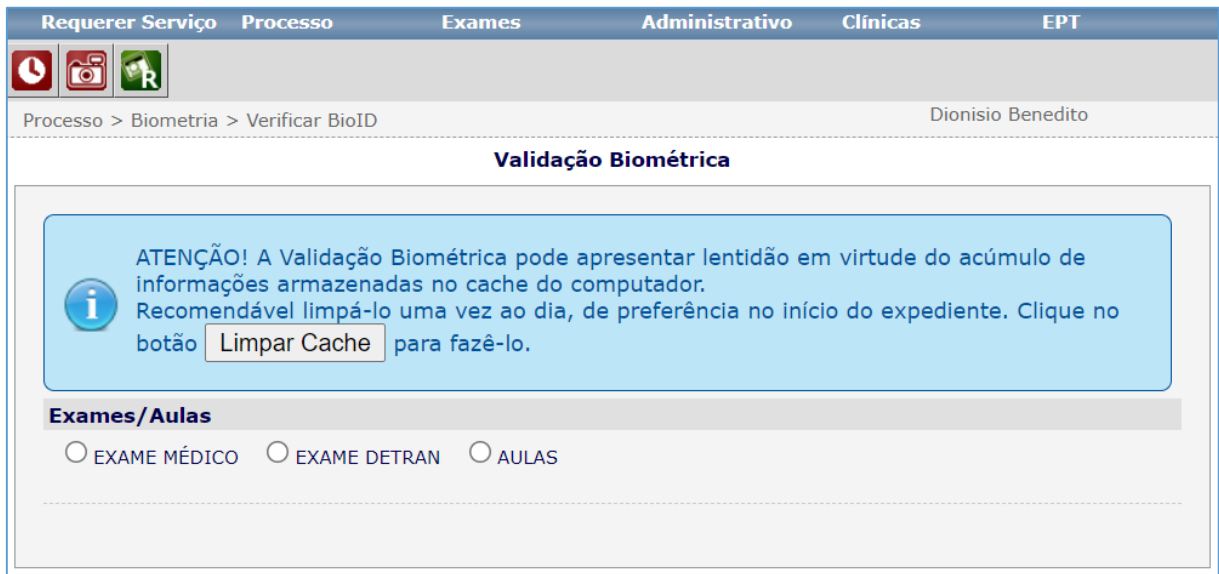 Requerer Serviço Processo Exames Administrativo Clínicas EPT
R
Processo > Biometria > Verificar BioID Dionisio Benedito
Validação Biométrica
ATENÇÃO! A Validação Biométrica pode apresentar lentidão em virtude do acúmulo de
informações armazenadas no cache do computador.
Recomendável limpá-lo uma vez ao dia, de preferência no início do expediente. Clique no
botão Limpar Cache para fazê-lo.
Exames/Aulas
EXAME MÉDICO EXAME DETRAN AULAS